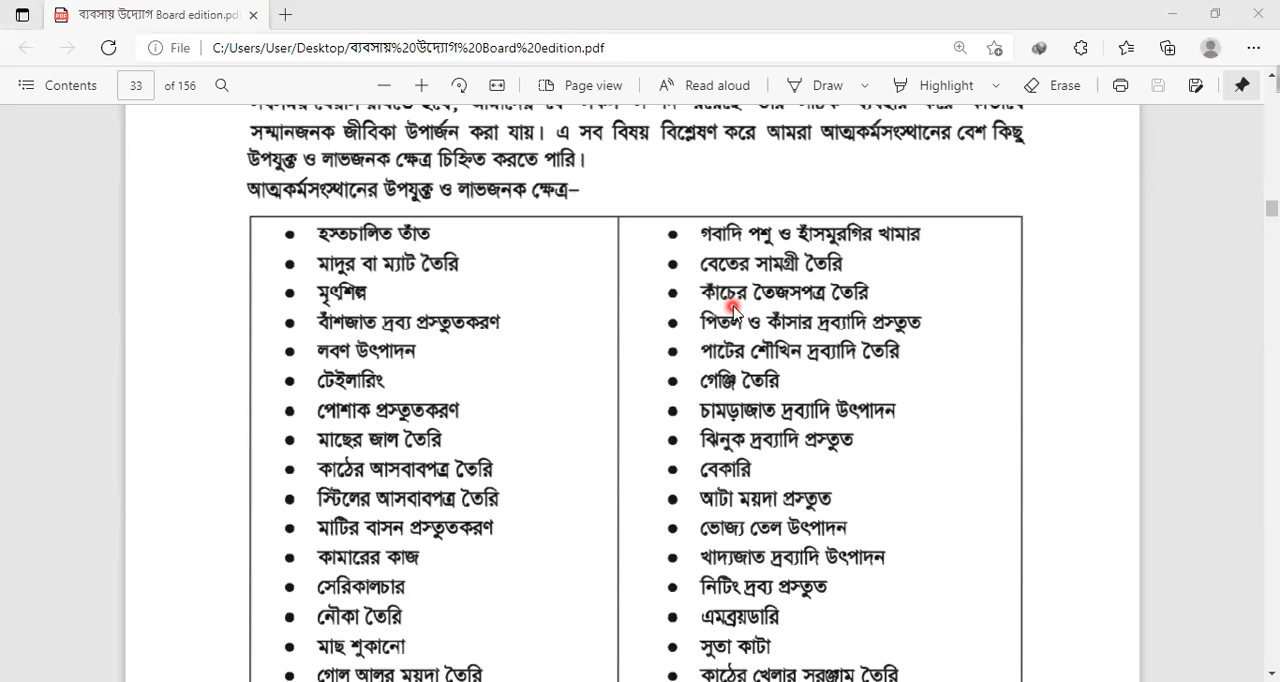 ব্যবসায় উদ্যোগ Board edition.pd
File
C:/Users/User/Desktop/ব্যবসায়%20উদ্যোগ%20Board%20edition.pdf
Contents
33
of 156
Page view
Read aloud
Draw
Highlight
Erase
সম্মানজনক জীবিকা উপার্জন করা যায়। এ সব বিষয় বিশ্লেষণ করে আমরা আত্মকর্মসংস্থানের বেশ কিছু
উপযুক্ত ও লাভজনক ক্ষেত্র চিহ্নিত করতে পারি।
আত্মকর্মসংস্থানের উপযুক্ত ও লাভজনক ক্ষেত্র–
• হস্তচালিত তাঁত
• মাদুর বা ম্যাট তৈরি
• মৃৎশিল্প
• বাঁশজাত দ্রব্য প্রস্তুতকরণ
• লবণ উৎপাদন
• টেইলারিং
• পোশাক প্রস্তুতকরণ
• মাছের জাল তৈরি
• কাঠের আসবাবপত্র তৈরি
• স্টিলের আসবাবপত্র তৈরি
• মাটির বাসন প্রস্তুতকরণ
• কামারের কাজ
• সেরিকালচার
• নৌকা তৈরি
• মাছ শুকানো
• গোল আলুর ময়দা তৈরি
• গবাদি পশু ও হাঁসমুরগির খামার
• বেতের সামগ্রী তৈরি
• কাঁচের তৈজসপত্র তৈরি
• পিতল ও কাঁসার দ্রব্যাদি প্রস্তুত
• পাটের শৌখিন দ্রব্যাদি তৈরি
• গেঞ্জি তৈরি
• চামড়াজাত দ্রব্যাদি উৎপাদন
• ঝিনুক দ্রব্যাদি প্রস্তুত
• বেকারি
• আটা ময়দা প্রস্তুত
• ভোজ্য তেল উৎপাদন
• খাদ্যজাত দ্রব্যাদি উৎপাদন
• নিটিং দ্রব্য প্রস্তুত
• এমব্রয়ডারি
• সুতা কাটা
• কাঠের খেলার সরঞ্জাম তৈরি